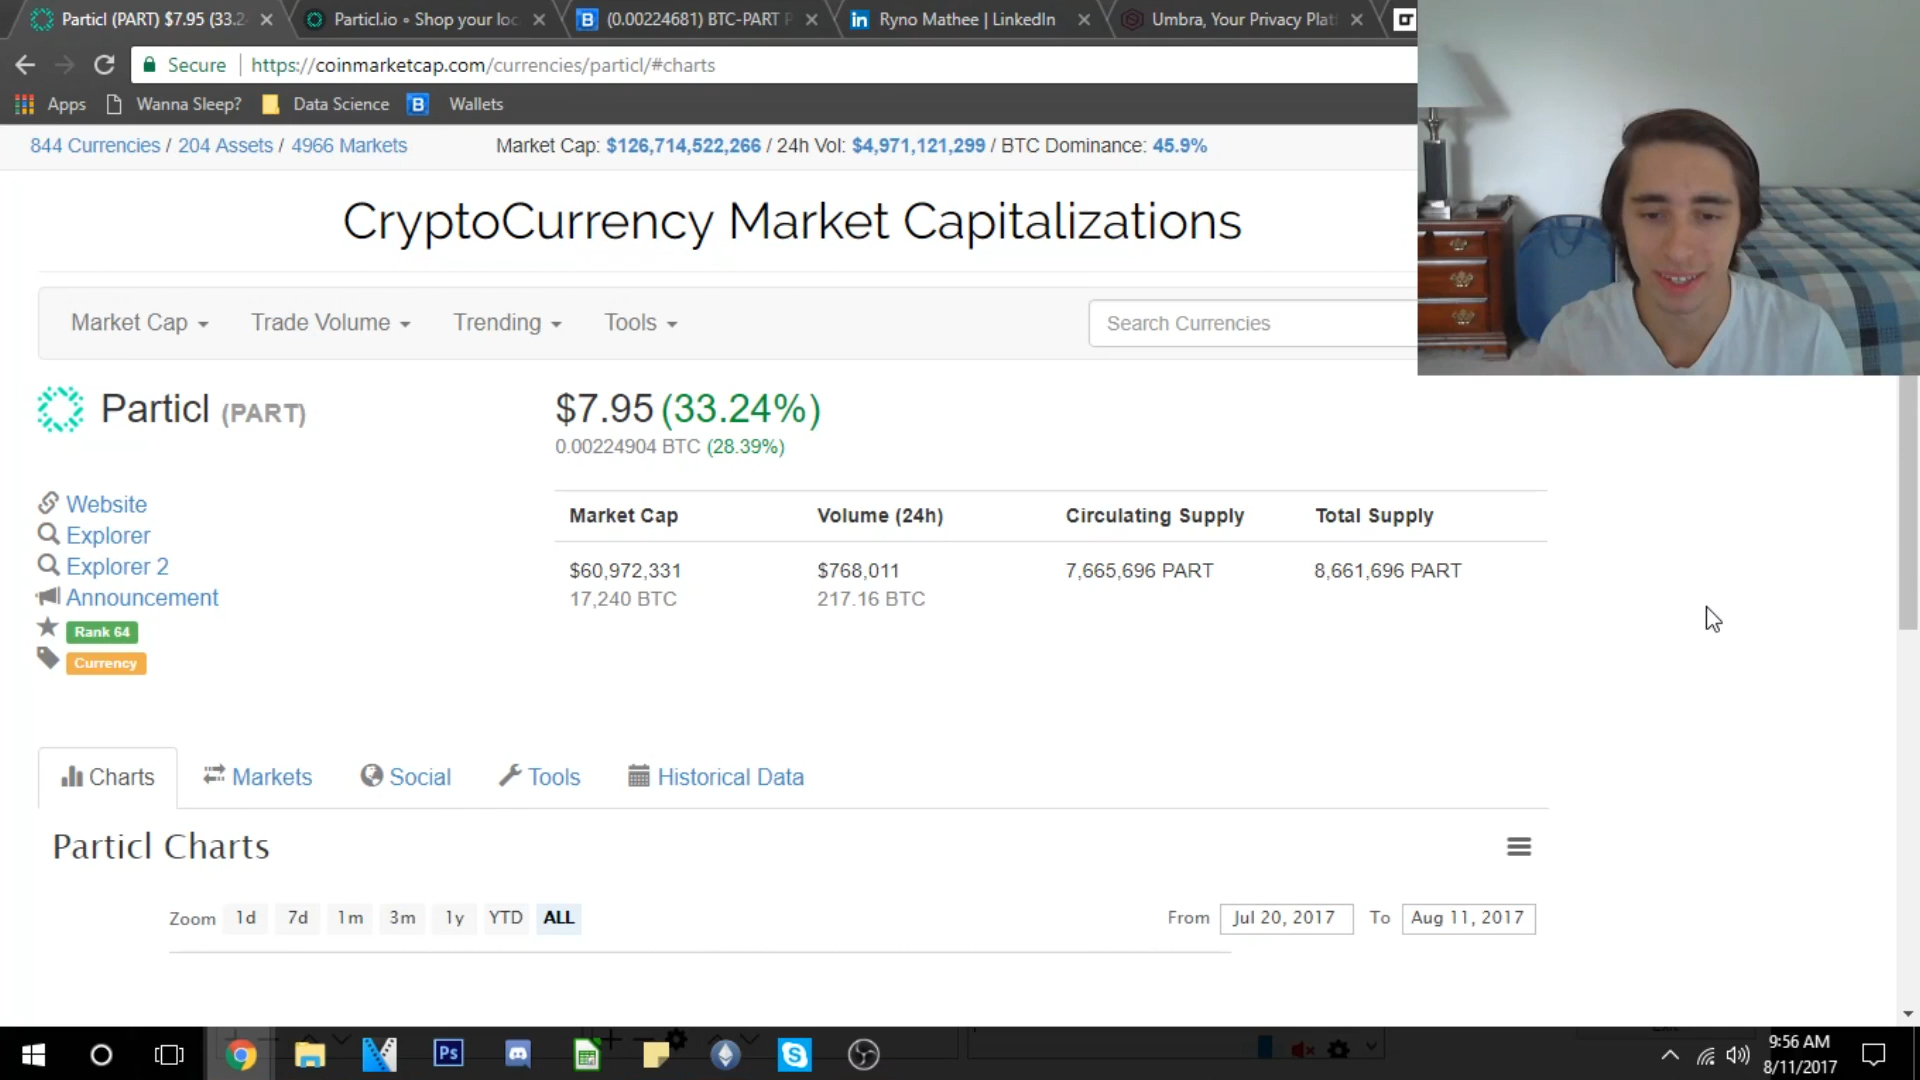 Particl (PART) $7.95 (33.2
Particl.io • Shop your loc
(0.00224681) BTC-PART P
Ryno Mathee | LinkedIn
Umbra, Your Privacy Plat
Secure
https://coinmarketcap.com/currencies/particl/#charts
Apps
Wanna Sleep?
Data Science
Wallets
844 Currencies / 204 Assets / 4966 Markets
Market Cap: $126,714,522,266 / 24h Vol: $4,971,121,299 / BTC Dominance: 45.9%
CryptoCurrency Market Capitalizations
Market Cap
Trade Volume
Trending
Tools
Search Currencies
Particl (PART)
$7.95 (33.24%)
0.00224904 BTC (28.39%)
Website
Explorer
Explorer 2
Announcement
Rank 64
Currency
Market Cap
Volume (24h)
Circulating Supply
Total Supply
$60,972,331
$768,011
7,665,696 PART
8,661,696 PART
17,240 BTC
217.16 BTC
Charts
Markets
Social
Tools
Historical Data
Particl Charts
Zoom
1d
7d
1m
3m
1y
YTD
ALL
From
Jul 20, 2017
To
Aug 11, 2017
Ps
9:56 AM
8/11/2017